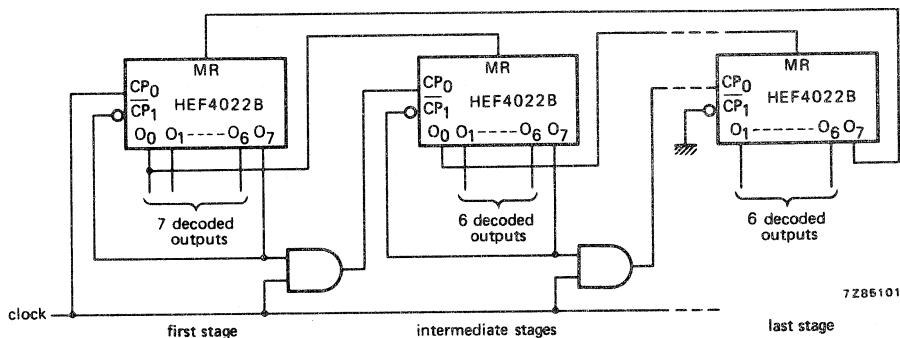 MR
CP0
CP1
HEF4022B
O0 O1 ---- O6 O7
7 decoded
outputs
MR
CP0
CP1
HEF4022B
O0 O1 ---- O6 O7
6 decoded
outputs
MR
CP0
CP1
HEF4022B
O1 -------- O6 O7
6 decoded
outputs
7Z85101
clock
first stage
intermediate stages
last stage